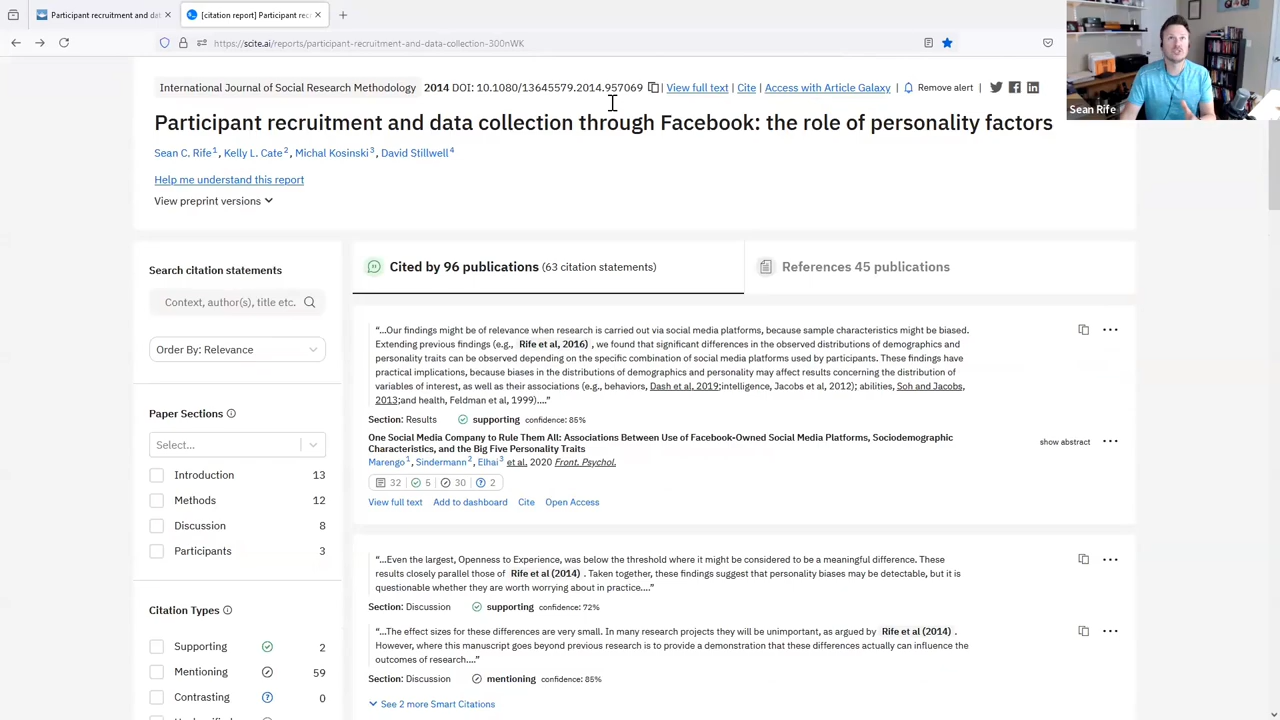 Participant recruitment and dat
[citation report] Participant rec
https://scite.ai/reports/participant-recruitment-and-data-collection-300nWK
Sean Rife
International Journal of Social Research Methodology 2014 DOI: 10.1080/13645579.2014.957069 | View full text | Cite | Access with Article Galaxy | Remove alert |
Participant recruitment and data collection through Facebook: the role of personality factors
Sean C. Rife 1, Kelly L. Cate 2, Michal Kosinski 3, David Stillwell 4
Help me understand this report
View preprint versions
Search citation statements
Context, author(s), title etc.
Order By: Relevance
Paper Sections
Select...
Introduction 13
Methods 12
Discussion 8
Participants 3
Citation Types
Supporting 2
Mentioning 59
Contrasting 0
Cited by 96 publications (63 citation statements)
References 45 publications
“...Our findings might be of relevance when research is carried out via social media platforms, because sample characteristics might be biased.
Extending previous findings (e.g., Rife et al, 2016) , we found that significant differences in the observed distributions of demographics and
personality traits can be observed depending on the specific combination of social media platforms used by participants. These findings have
practical implications, because biases in the distributions of demographics and personality may affect results concerning the distribution of
variables of interest, as well as their associations (e.g., behaviors, Dash et al, 2019;intelligence, Jacobs et al, 2012); abilities, Soh and Jacobs,
2013;and health, Feldman et al, 1999)....”
Section: Results supporting confidence: 85%
One Social Media Company to Rule Them All: Associations Between Use of Facebook-Owned Social Media Platforms, Sociodemographic
Characteristics, and the Big Five Personality Traits
show abstract
Marengo 1, Sindermann 2, Elhai 3 et al. 2020 Front. Psychol.
32 5 30 2
View full text Add to dashboard Cite Open Access
“...Even the largest, Openness to Experience, was below the threshold where it might be considered to be a meaningful difference. These
results closely parallel those of Rife et al (2014) . Taken together, these findings suggest that personality biases may be detectable, but it is
questionable whether they are worth worrying about in practice....”
Section: Discussion supporting confidence: 72%
“...The effect sizes for these differences are very small. In many research projects they will be unimportant, as argued by Rife et al (2014) .
However, where this manuscript goes beyond previous research is to provide a demonstration that these differences actually can influence the
outcomes of research....”
Section: Discussion mentioning confidence: 85%
See 2 more Smart Citations